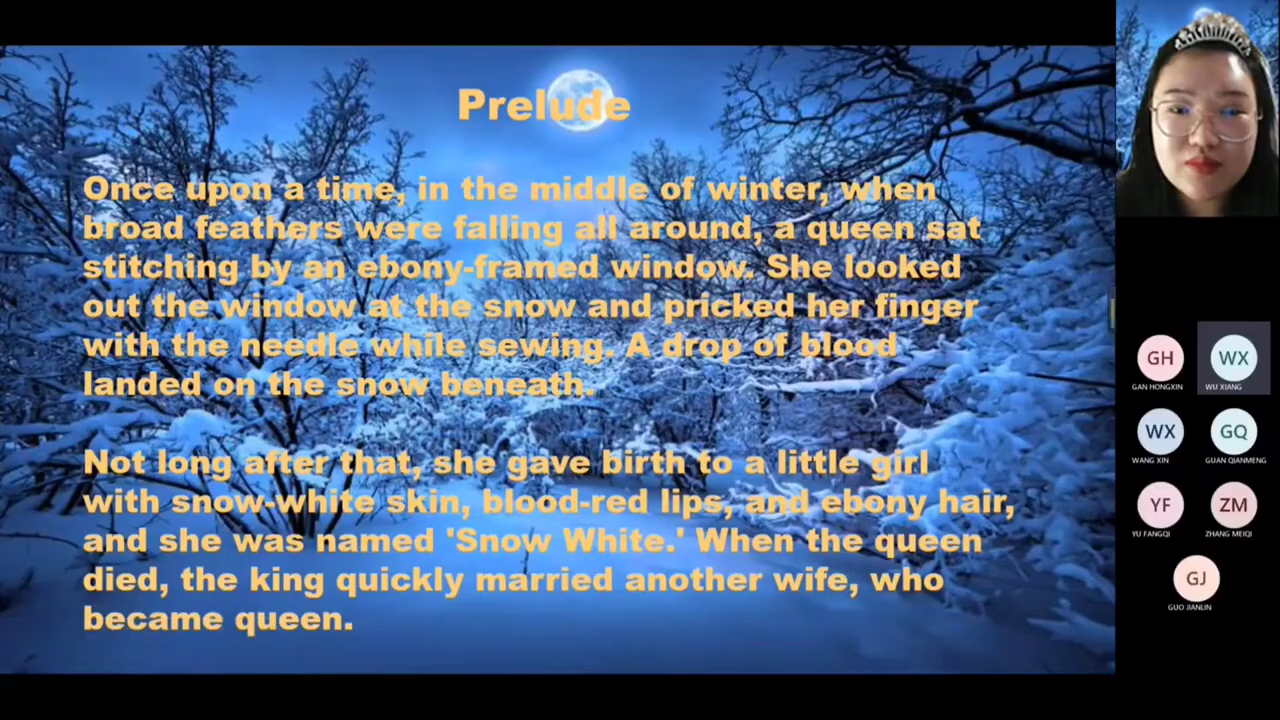 Prelude
Once upon a time, in the middle of winter, when
broad feathers were falling all around, a queen sat
stitching by an ebony-framed window. She looked
out the window at the snow and pricked her finger
with the needle while sewing. A drop of blood
landed on the snow beneath.
Not long after that, she gave birth to a little girl
with snow-white skin, blood-red lips, and ebony hair,
and she was named 'Snow White.' When the queen
died, the king quickly married another wife, who
became queen.
GH
GAN HONGXIN
WX
WU XIANG
WX
WANG XIN
GQ
GUAN QIANMENG
YF
YU FANGQI
ZM
ZHANG MEIQI
GJ
GUO JIANLIN